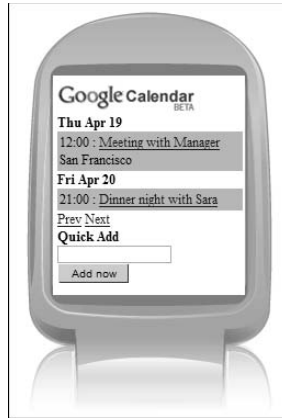 Google Calendar
BETA
Thu Apr 19
12:00 : Meeting with Manager
San Francisco
Fri Apr 20
21:00 : Dinner night with Sara
Prev Next
Quick Add
Add now